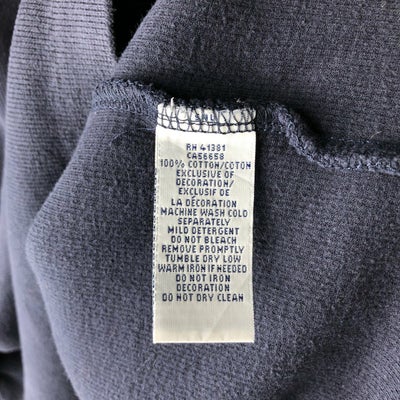 RN 41381
CA56658
100% COTTON/COTON
EXCLUSIVE OF
DECORATION/
EXCLUSIF DE
LA DÉCORATION
MACHINE WASH COLD
SEPARATELY
MILD DETERGENT
DO NOT BLEACH
REMOVE PROMPTLY
TUMBLE DRY LOW
WARM IRON IF NEEDED
DO NOT IRON
DECORATION
DO NOT DRY CLEAN